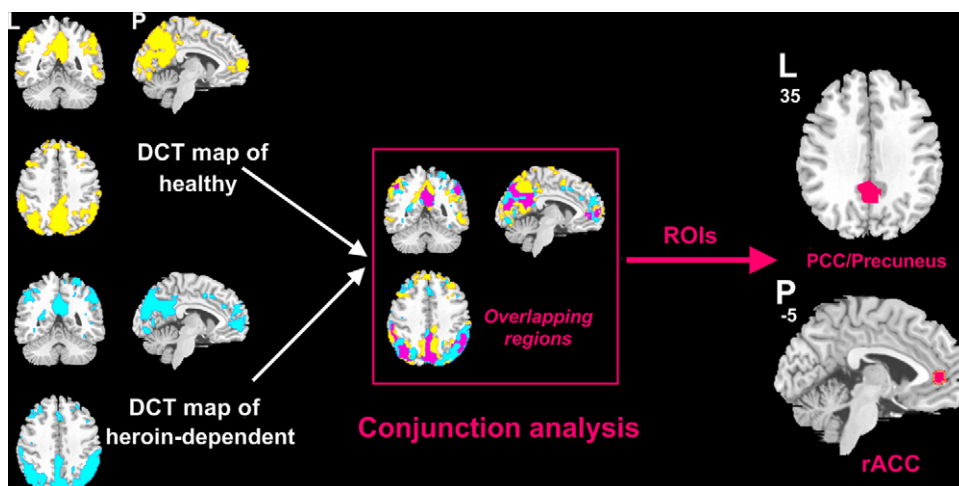 L
P
DCT map of
healthy
DCT map of
heroin-dependent
Overlapping
regions
Conjunction analysis
ROIs
L
35
PCC/Precuneus
P
-5
rACC